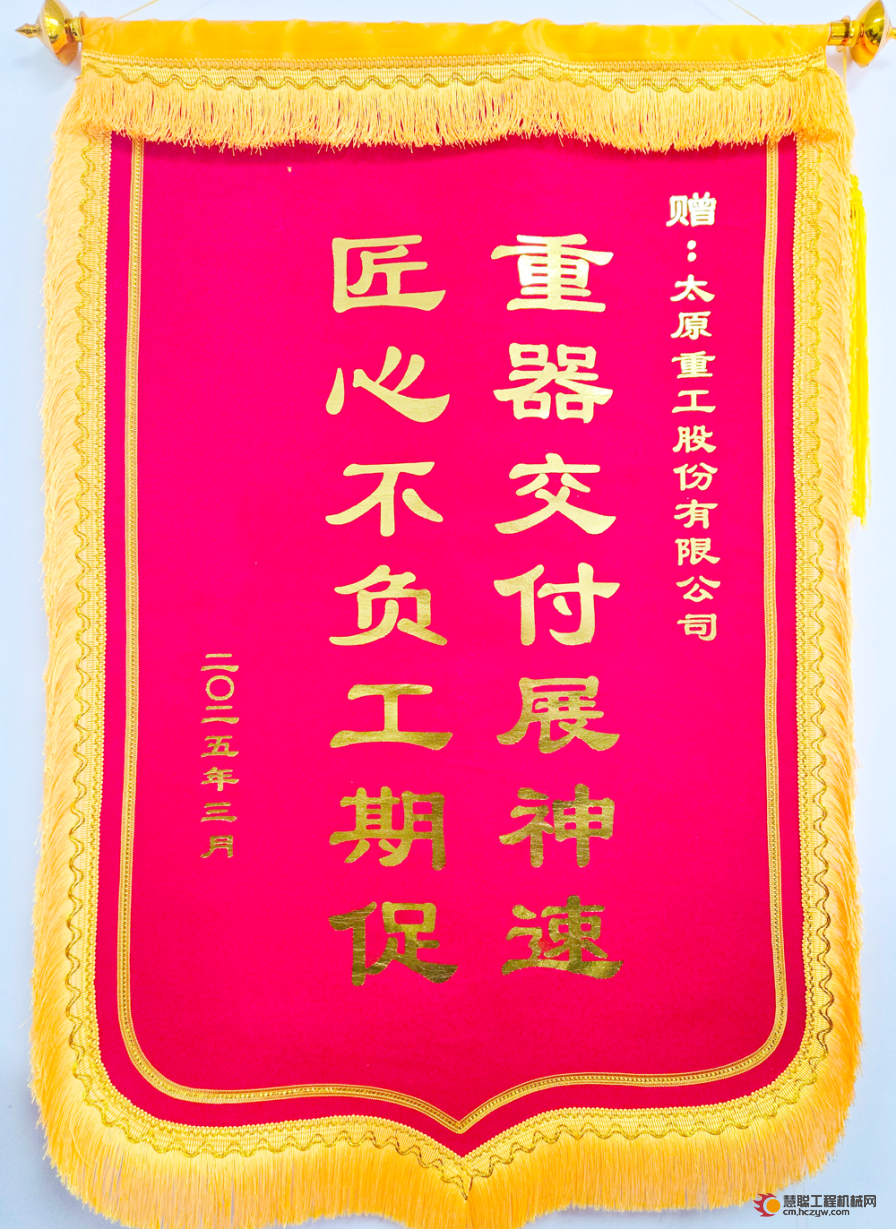 赠：太原重工股份有限公司
重器交付展神速
匠心不负工期促
二〇二五年三月
慧聪工程机械网
cm.hczyw.com